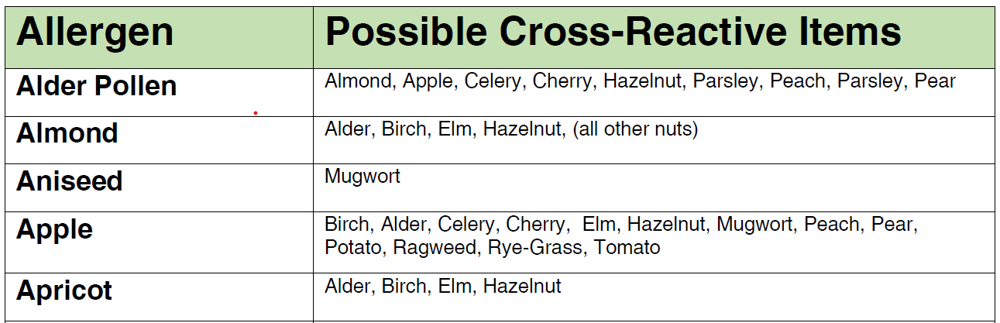 Allergen Possible Cross-Reactive Items
Alder Pollen Almond, Apple, Celery, Cherry, Hazelnut, Parsley, Peach, Parsley, Pear
Almond Alder, Birch, Elm, Hazelnut, (all other nuts)
Aniseed Mugwort
Apple Birch, Alder, Celery, Cherry,  Elm, Hazelnut, Mugwort, Peach, Pear,
Potato, Ragweed, Rye-Grass, Tomato
Apricot Alder, Birch, Elm, Hazelnut